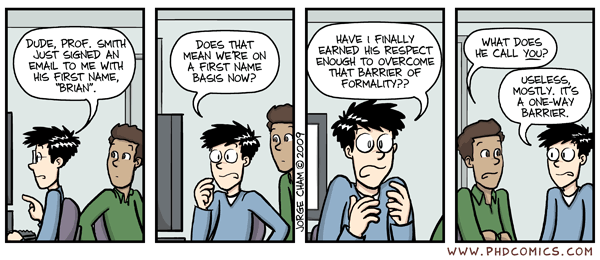 DUDE, PROF. SMITH
JUST SIGNED AN
EMAIL TO ME WITH
HIS FIRST NAME,
"BRIAN".
DOES THAT
MEAN WE'RE ON
A FIRST NAME
BASIS NOW?
JORGE CHAM © 2009
HAVE I FINALLY
EARNED HIS RESPECT
ENOUGH TO OVERCOME
THAT BARRIER OF
FORMALITY??
WHAT DOES
HE CALL YOU?
USELESS,
MOSTLY. IT'S
A ONE-WAY
BARRIER.
WWW.PHDCOMICS.COM